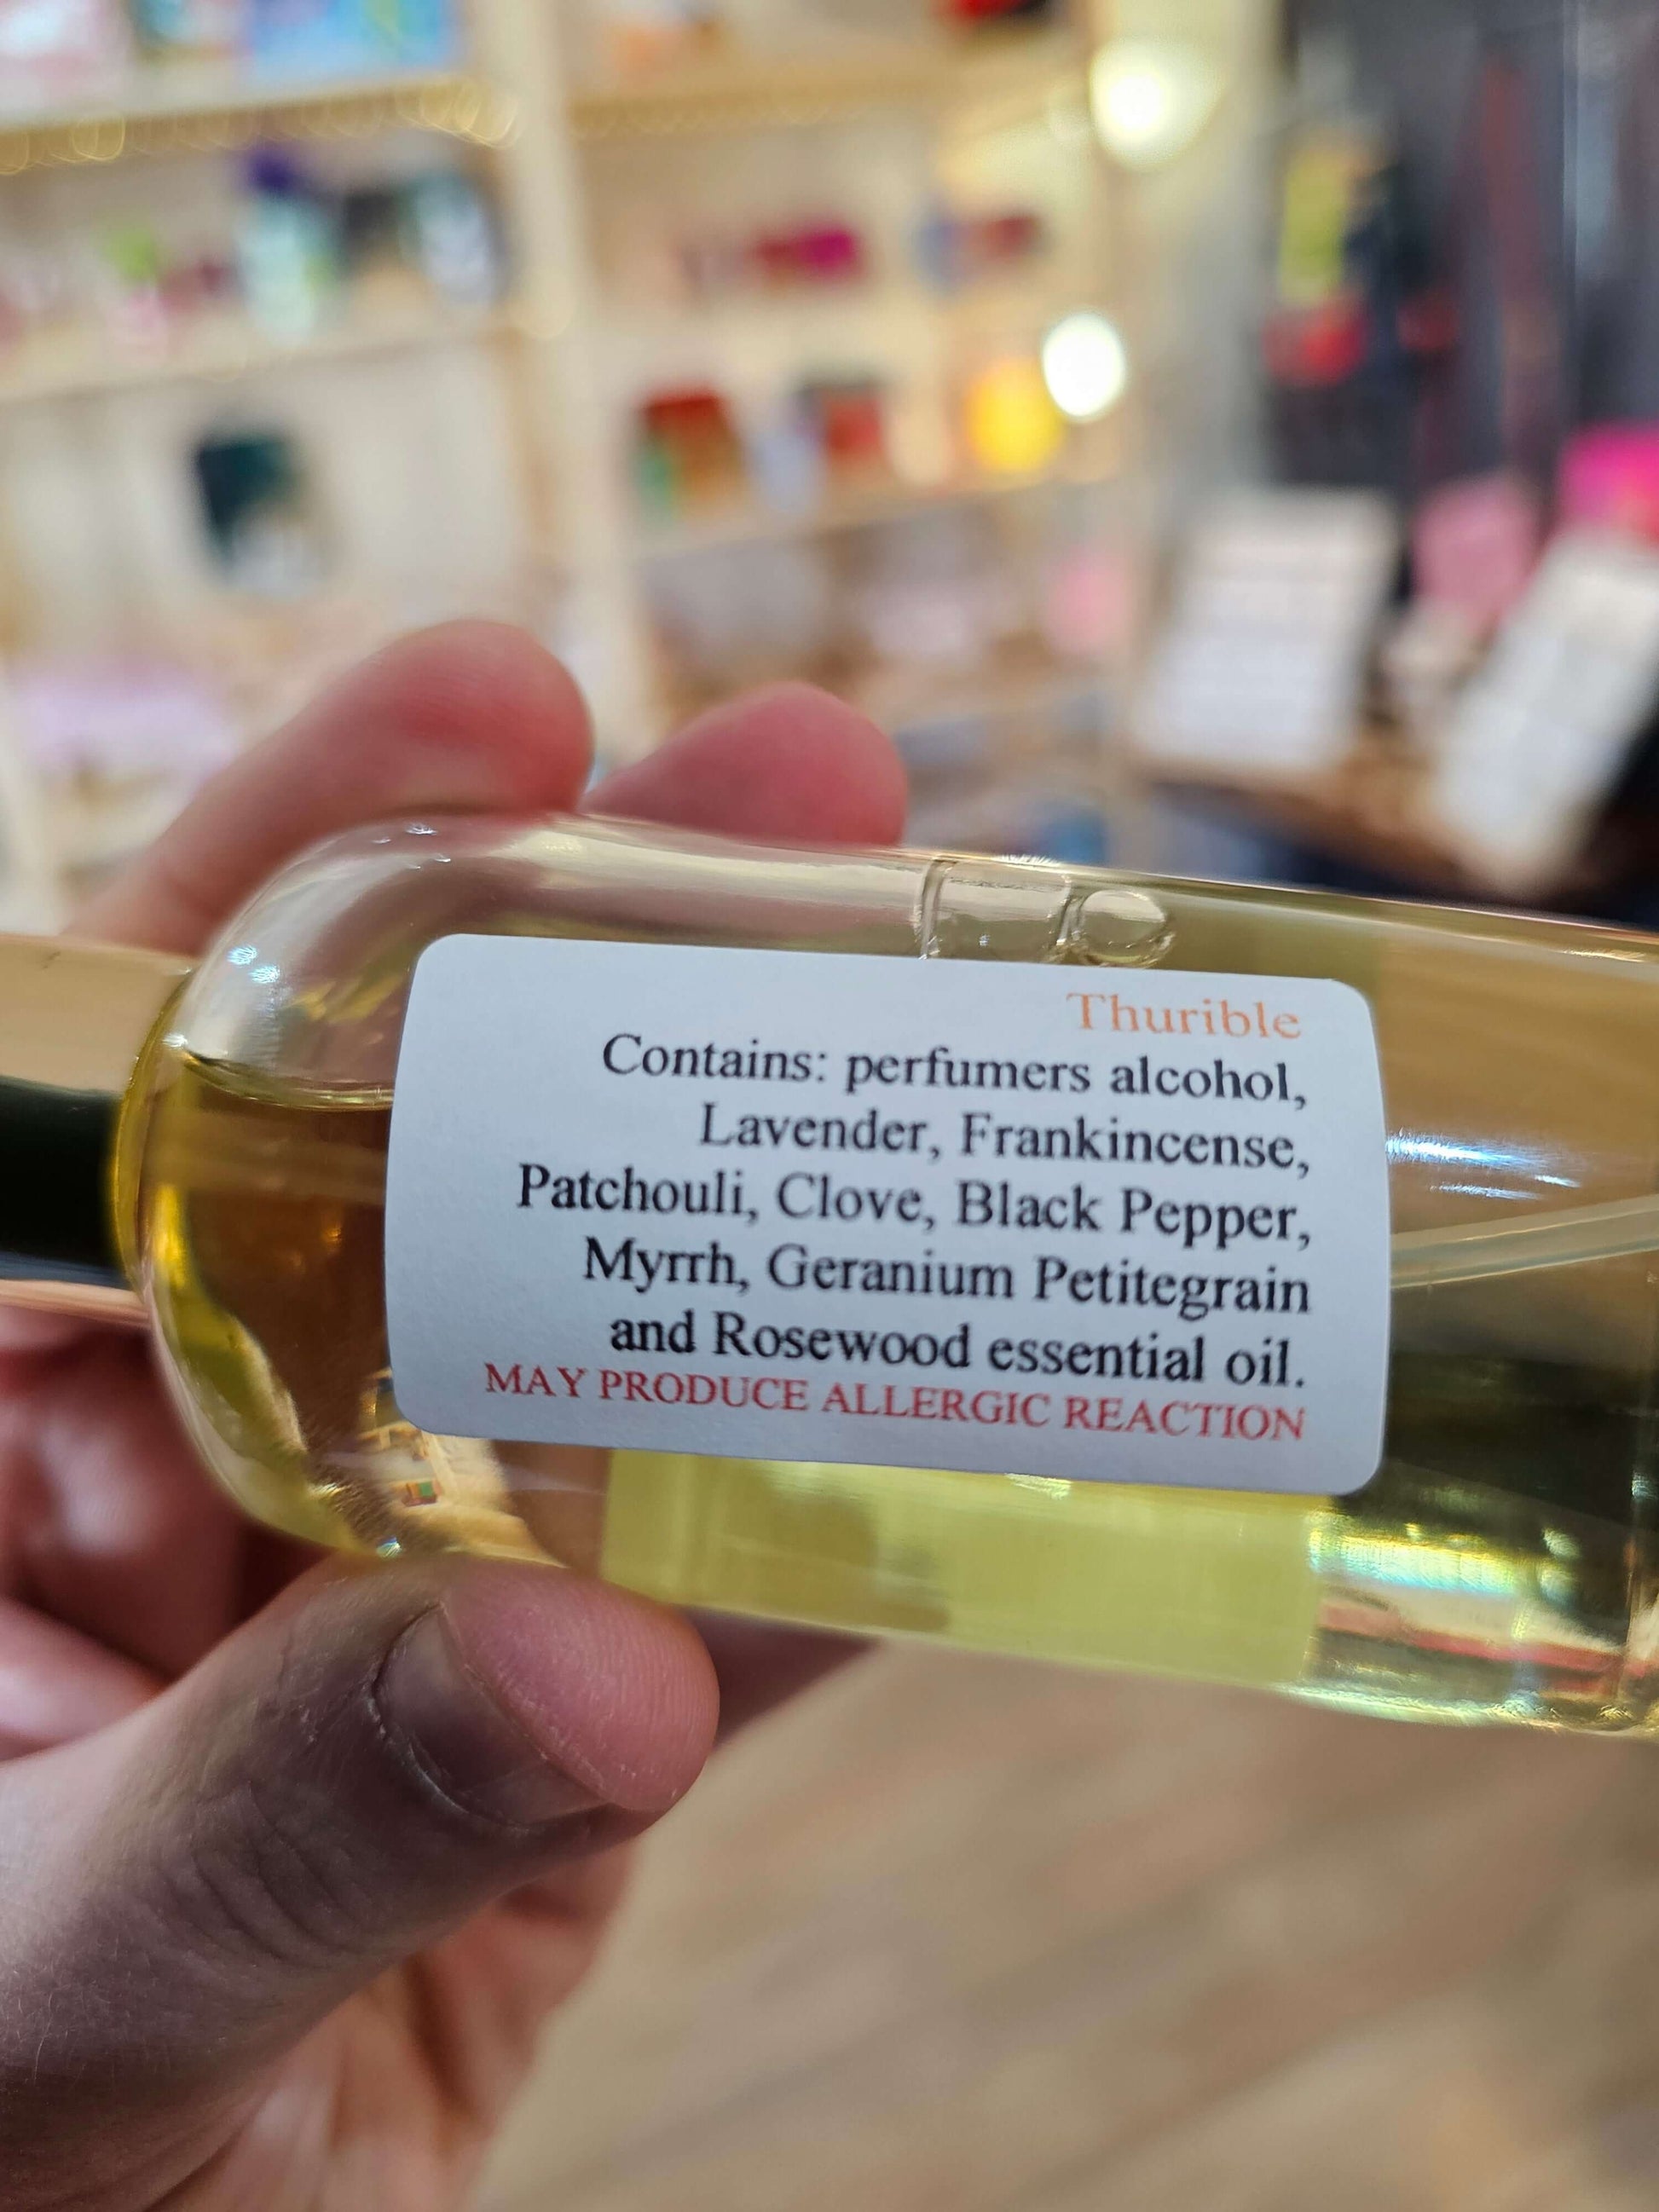 Thurible
Contains: perfumers alcohol,
Lavender, Frankincense,
Patchouli, Clove, Black Pepper,
Myrrh, Geranium Petitegrain
and Rosewood essential oil.
MAY PRODUCE ALLERGIC REACTION